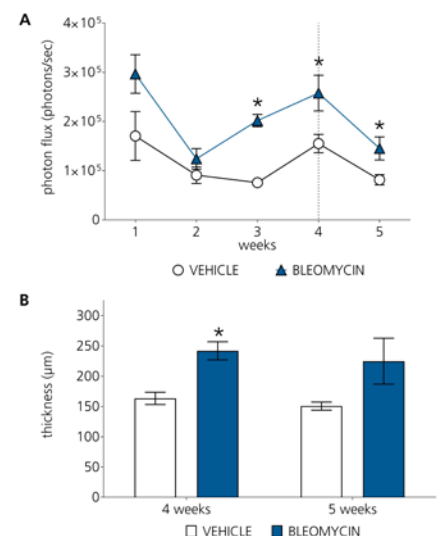 A
photon flux (photons/sec)
4×10⁵
3×10⁵
2×10⁵
1×10⁵
0
* * *
1 2 3 4 5
weeks
VEHICLE BLEOMYCIN
B
thickness (µm)
300
250
200
150
100
50
0
*
4 weeks 5 weeks
VEHICLE BLEOMYCIN